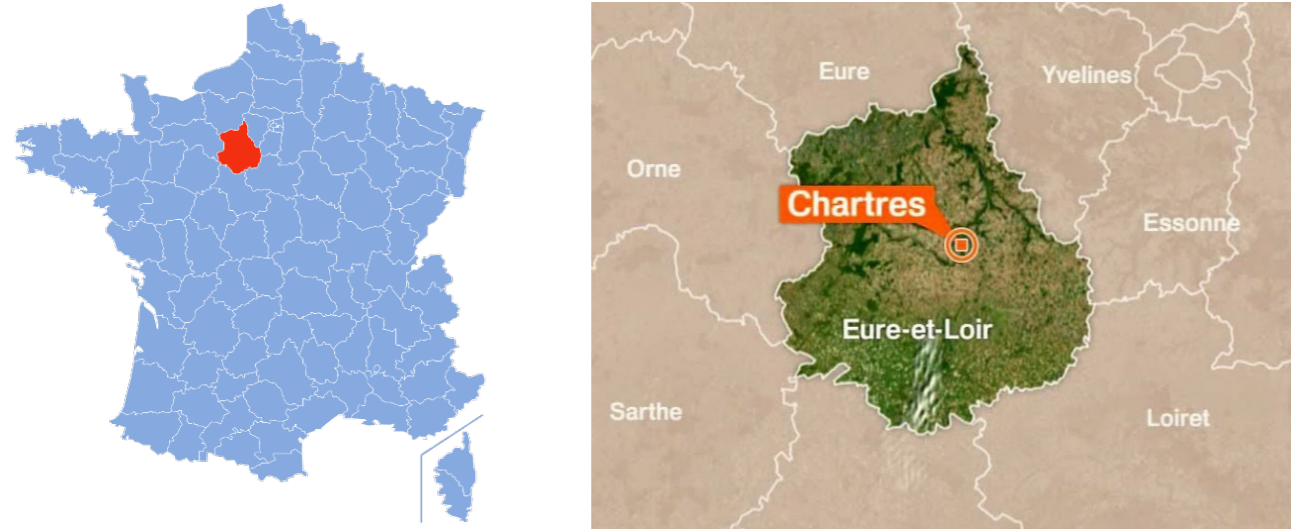 Eure
Yvelines
Orne
Chartres
Essonne
Eure-et-Loir
Sarthe
Loiret